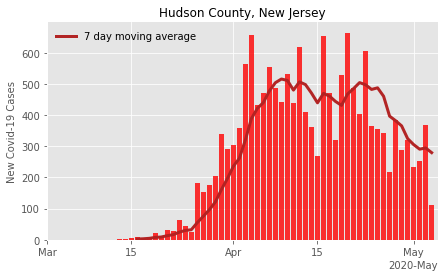 Hudson County, New Jersey
7 day moving average
New Covid-19 Cases
600
500
400
300
200
100
0
Mar
15
Apr
15
May
2020-May